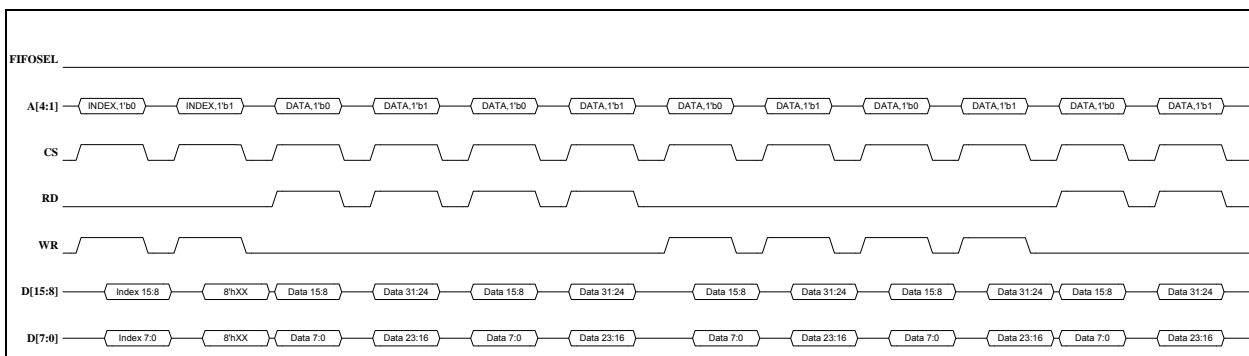 FIFOSEL
A[4:1] INDEX,1'b0 INDEX,1'b1 DATA,1'b0 DATA,1'b1 DATA,1'b0 DATA,1'b1 DATA,1'b0 DATA,1'b1 DATA,1'b0 DATA,1'b1 DATA,1'b0 DATA,1'b1
CS
RD
WR
D[15:8] Index 15:8 8'hXX Data 15:8 Data 31:24 Data 15:8 Data 31:24 Data 15:8 Data 31:24 Data 15:8 Data 31:24 Data 15:8 Data 31:24
D[7:0] Index 7:0 8'hXX Data 7:0 Data 23:16 Data 7:0 Data 23:16 Data 7:0 Data 23:16 Data 7:0 Data 23:16 Data 7:0 Data 23:16